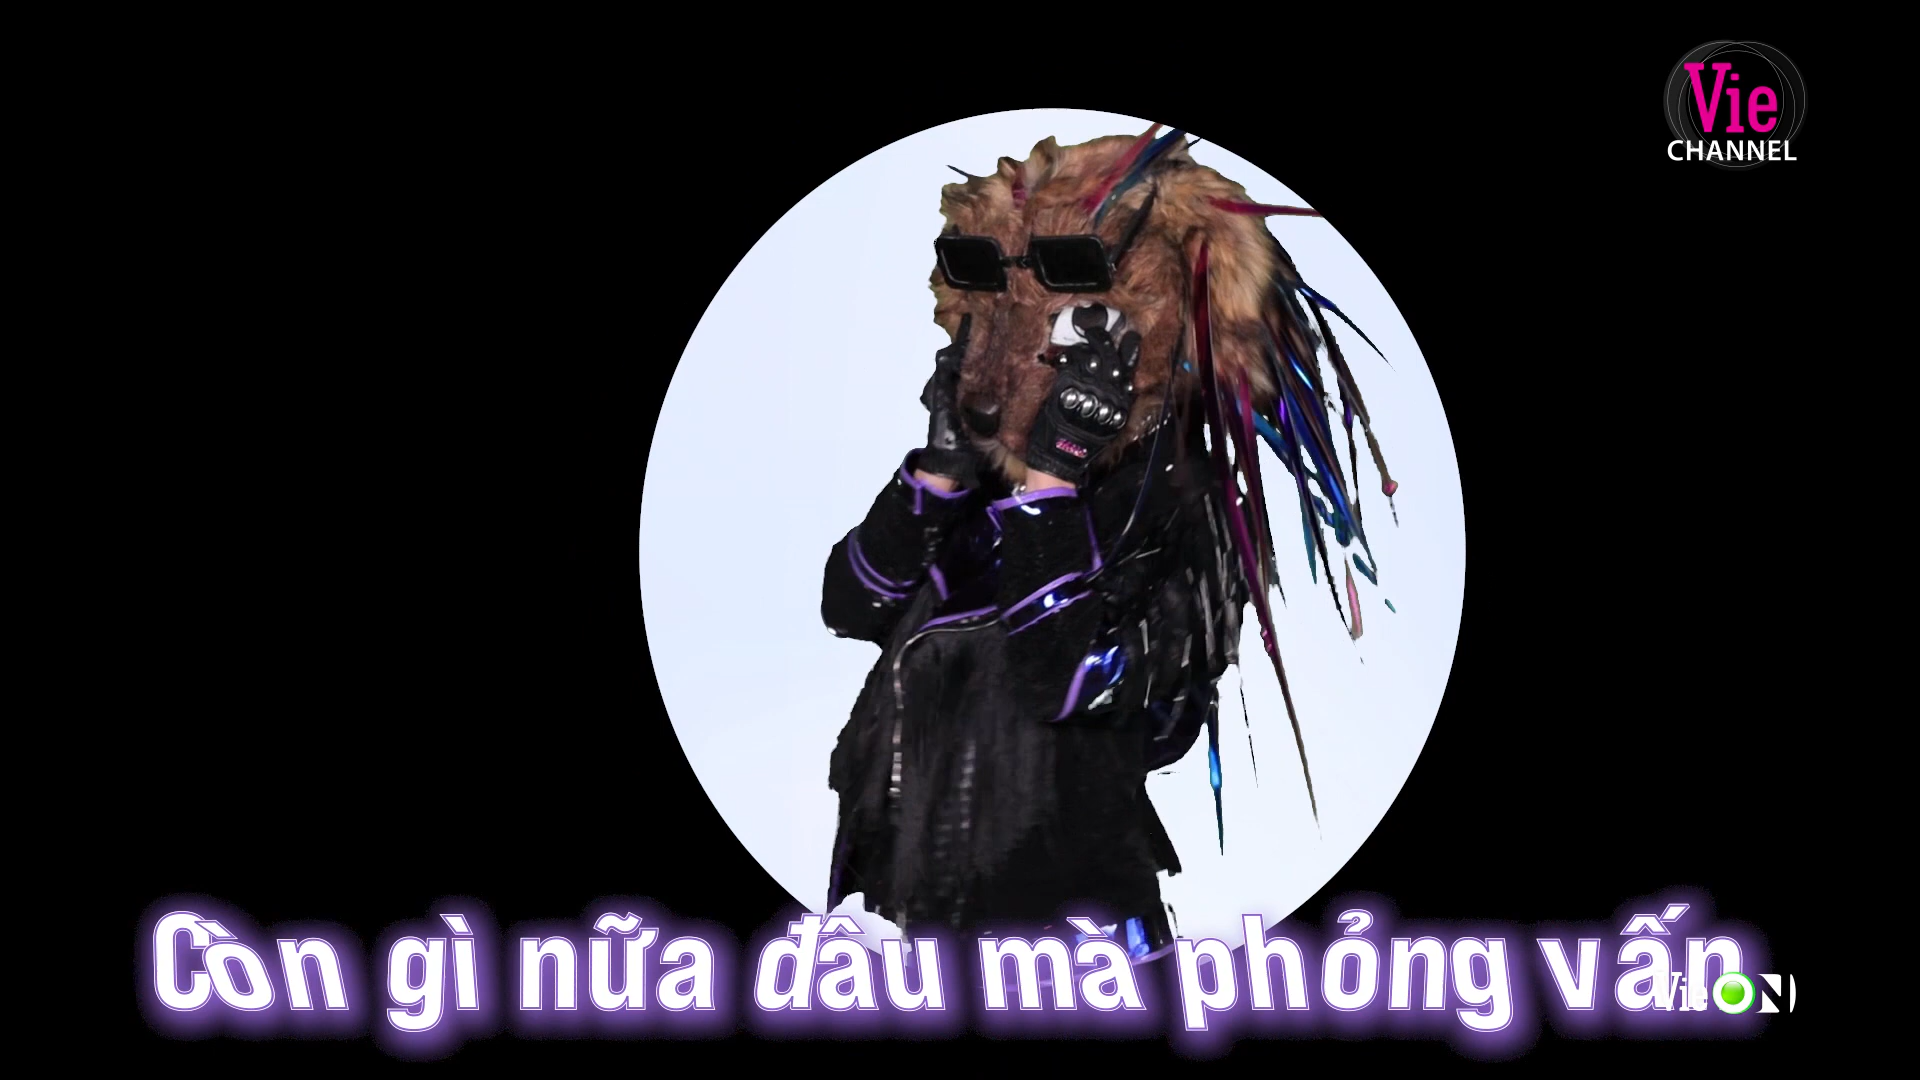 Vie
CHANNEL
Còn gì nữa đâu mà phỏng vấn
VieON